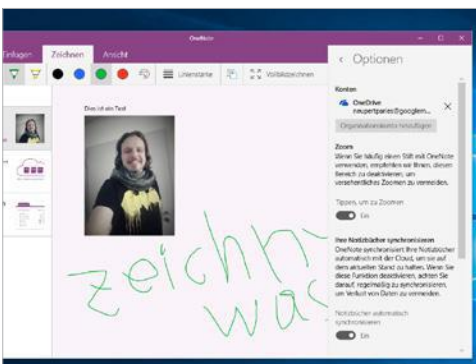 OneNote
Einfügen Zeichnen Ansicht
Linienstärke Vollbildzeichnen
Dies ist ein Text
zeichn
was
Optionen
Konten
OneDrive
neupertparies@googlem...
Organisationskonto hinzufügen
Zoom
Wenn Sie häufig einen Stift mit OneNote
verwenden, empfehlen wir Ihnen, diesen
Bereich zu deaktivieren, um
versehentliches Zoomen zu vermeiden.
Tippen, um zu Zoomen
Ein
Ihre Notizbücher synchronisieren
OneNote synchronisiert Ihre Notizbücher
automatisch mit der Cloud, um sie auf
dem aktuellen Stand zu halten. Wenn Sie
diese Funktion deaktivieren, achten Sie
darauf, regelmäßig zu synchronisieren,
um Verlust von Daten zu vermeiden.
Notizbücher automatisch
synchronisieren
Ein